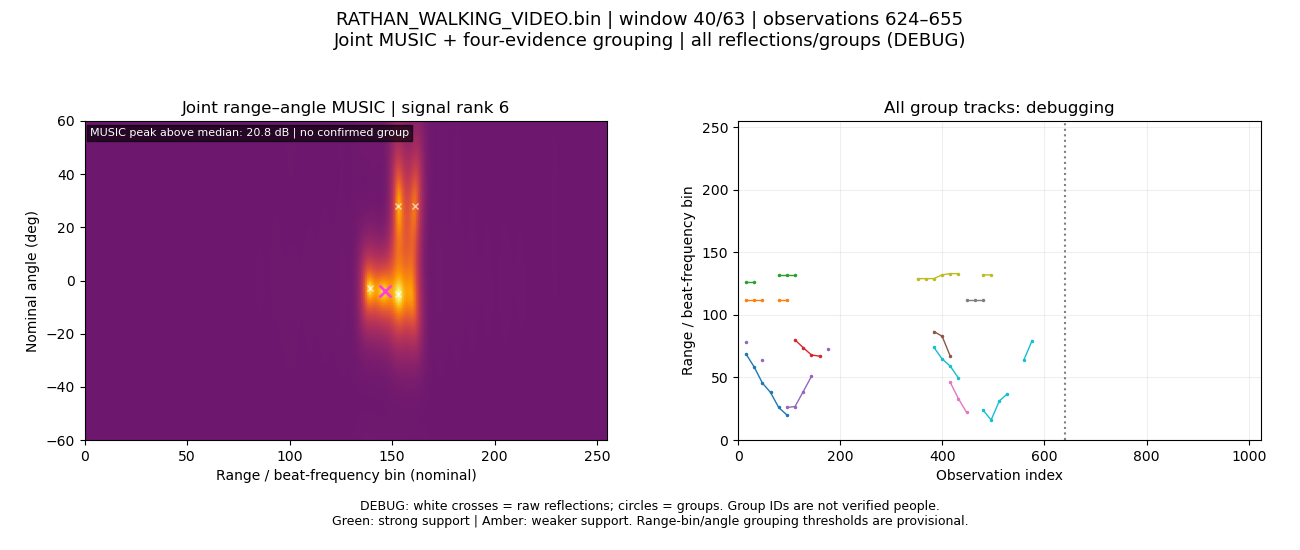 RATHAN_WALKING_VIDEO.bin | window 40/63 | observations 624–655
Joint MUSIC + four-evidence grouping | all reflections/groups (DEBUG)
Joint range–angle MUSIC | signal rank 6
MUSIC peak above median: 20.8 dB | no confirmed group
60
40
20
0
−20
−40
−60
Nominal angle (deg)
0
50
100
150
200
250
Range / beat-frequency bin (nominal)
All group tracks: debugging
250
200
150
100
50
0
Range / beat-frequency bin
0
200
400
600
800
1000
Observation index
DEBUG: white crosses = raw reflections; circles = groups. Group IDs are not verified people.
Green: strong support | Amber: weaker support. Range-bin/angle grouping thresholds are provisional.